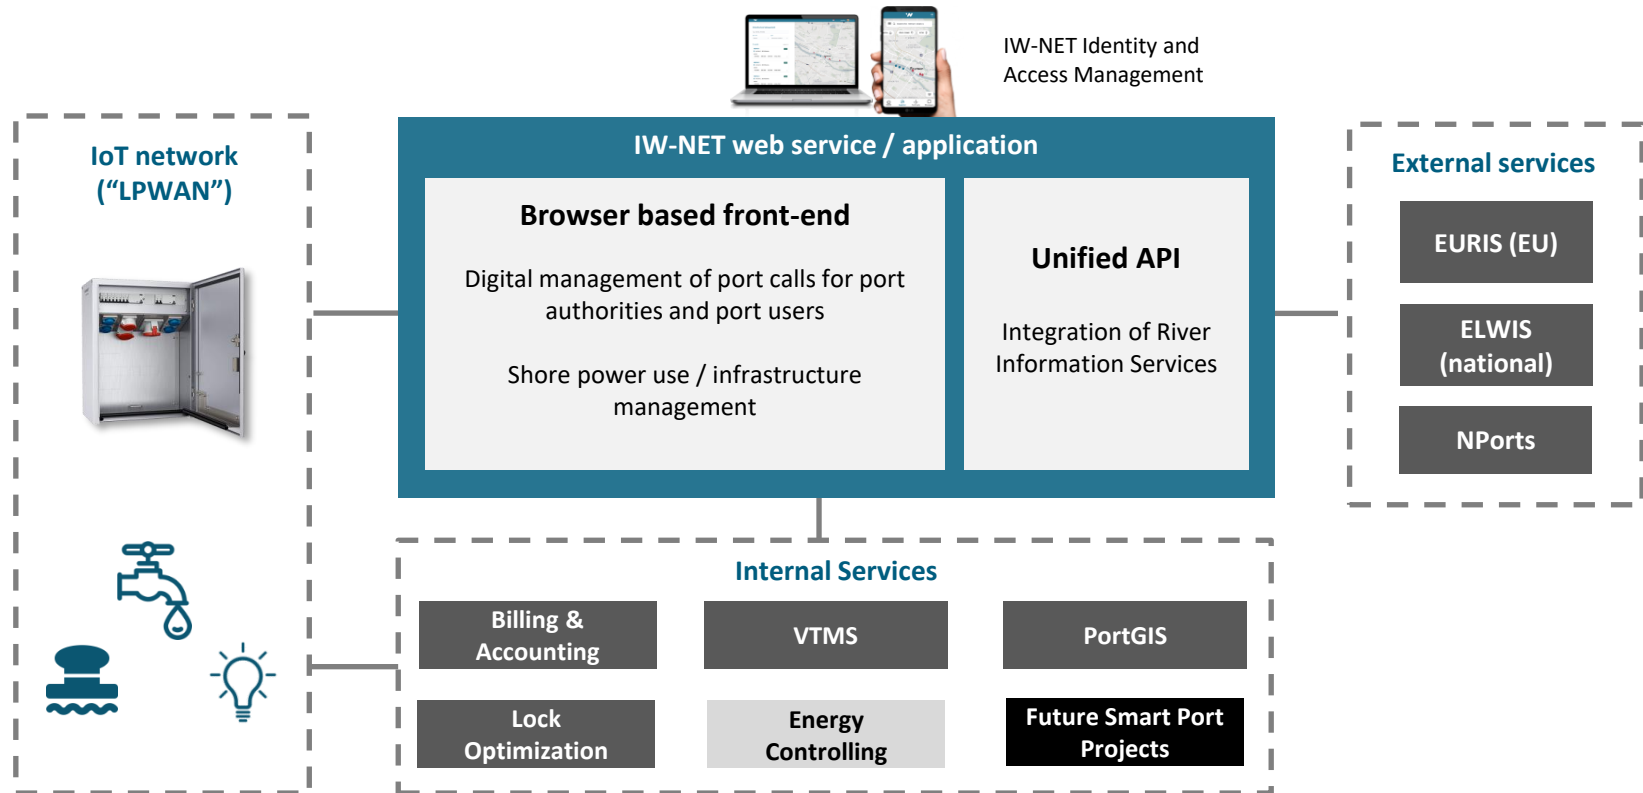 IW-NET Identity and
Access Management
IoT network
(“LPWAN”)
IW-NET web service / application
Browser based front-end
Digital management of port calls for port
authorities and port users
Shore power use / infrastructure
management
Unified API
Integration of River
Information Services
External services
EURIS (EU)
ELWIS
(national)
NPorts
Internal Services
Billing &
Accounting
VTMS
PortGIS
Lock
Optimization
Energy
Controlling
Future Smart Port
Projects